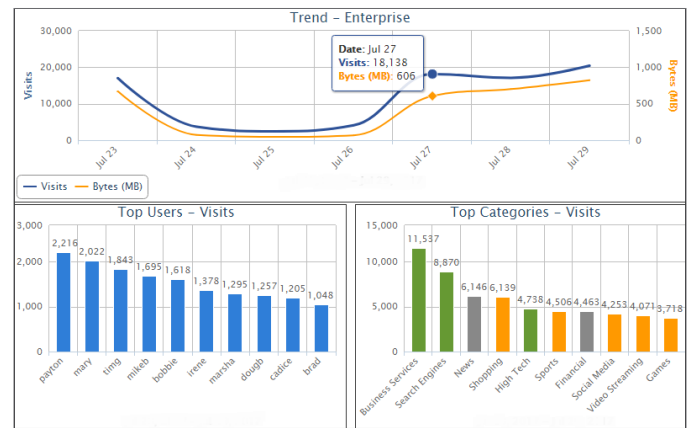 Trend – Enterprise
30,000
20,000
10,000
0
Visits
1,500
1,000
500
0
Bytes (MB)
Date: Jul 27
Visits: 18,138
Bytes (MB): 606
Jul 23
Jul 24
Jul 25
Jul 26
Jul 27
Jul 28
Jul 29
Visits
Bytes (MB)
Top Users – Visits
3,000
2,000
1,000
0
2,216
2,022
1,843
1,695
1,618
1,378
1,295
1,257
1,205
1,048
payton
mary
timg
mikeb
bobbie
irene
marsha
dougb
cadice
brad
Top Categories – Visits
15,000
10,000
5,000
0
11,537
8,870
6,146
6,139
4,738
4,506
4,463
4,253
4,071
3,718
Business Services
Search Engines
News
Shopping
High Tech
Sports
Financial
Social Media
Video Streaming
Games